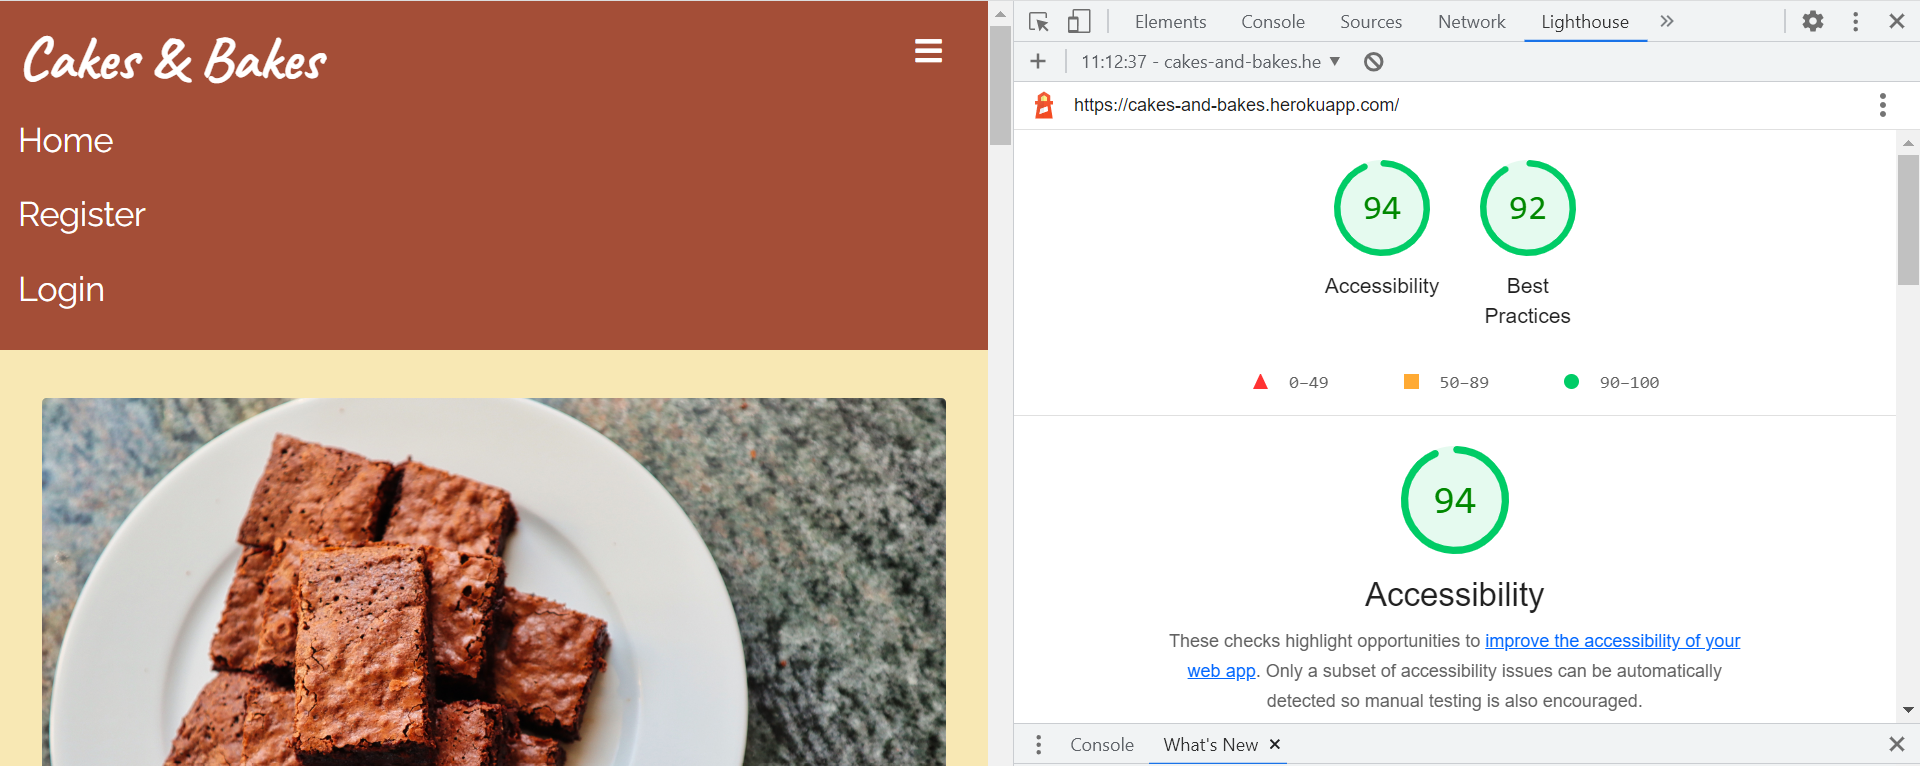 Cakes & Bakes
Home
Register
Login
Elements Console Sources Network Lighthouse
11:12:37 - cakes-and-bakes.he
https://cakes-and-bakes.herokuapp.com/
94 92
Accessibility Best
Practices
0–49 50–89 90–100
94
Accessibility
These checks highlight opportunities to improve the accessibility of your
web app. Only a subset of accessibility issues can be automatically
detected so manual testing is also encouraged.
Console What's New